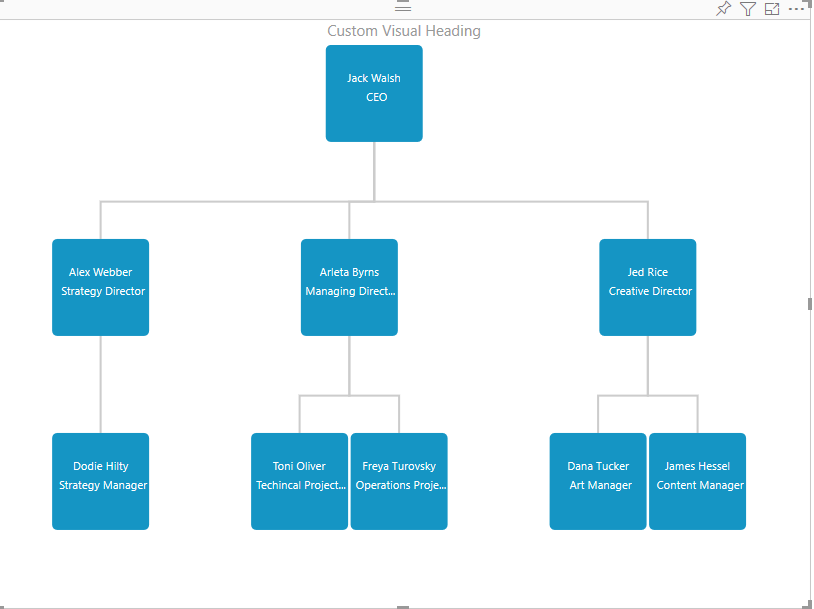 Custom Visual Heading
Jack Walsh
CEO
Alex Webber
Strategy Director
Arleta Byrns
Managing Direct...
Jed Rice
Creative Director
Dodie Hilty
Strategy Manager
Toni Oliver
Techincal Project...
Freya Turovsky
Operations Proje...
Dana Tucker
Art Manager
James Hessel
Content Manager